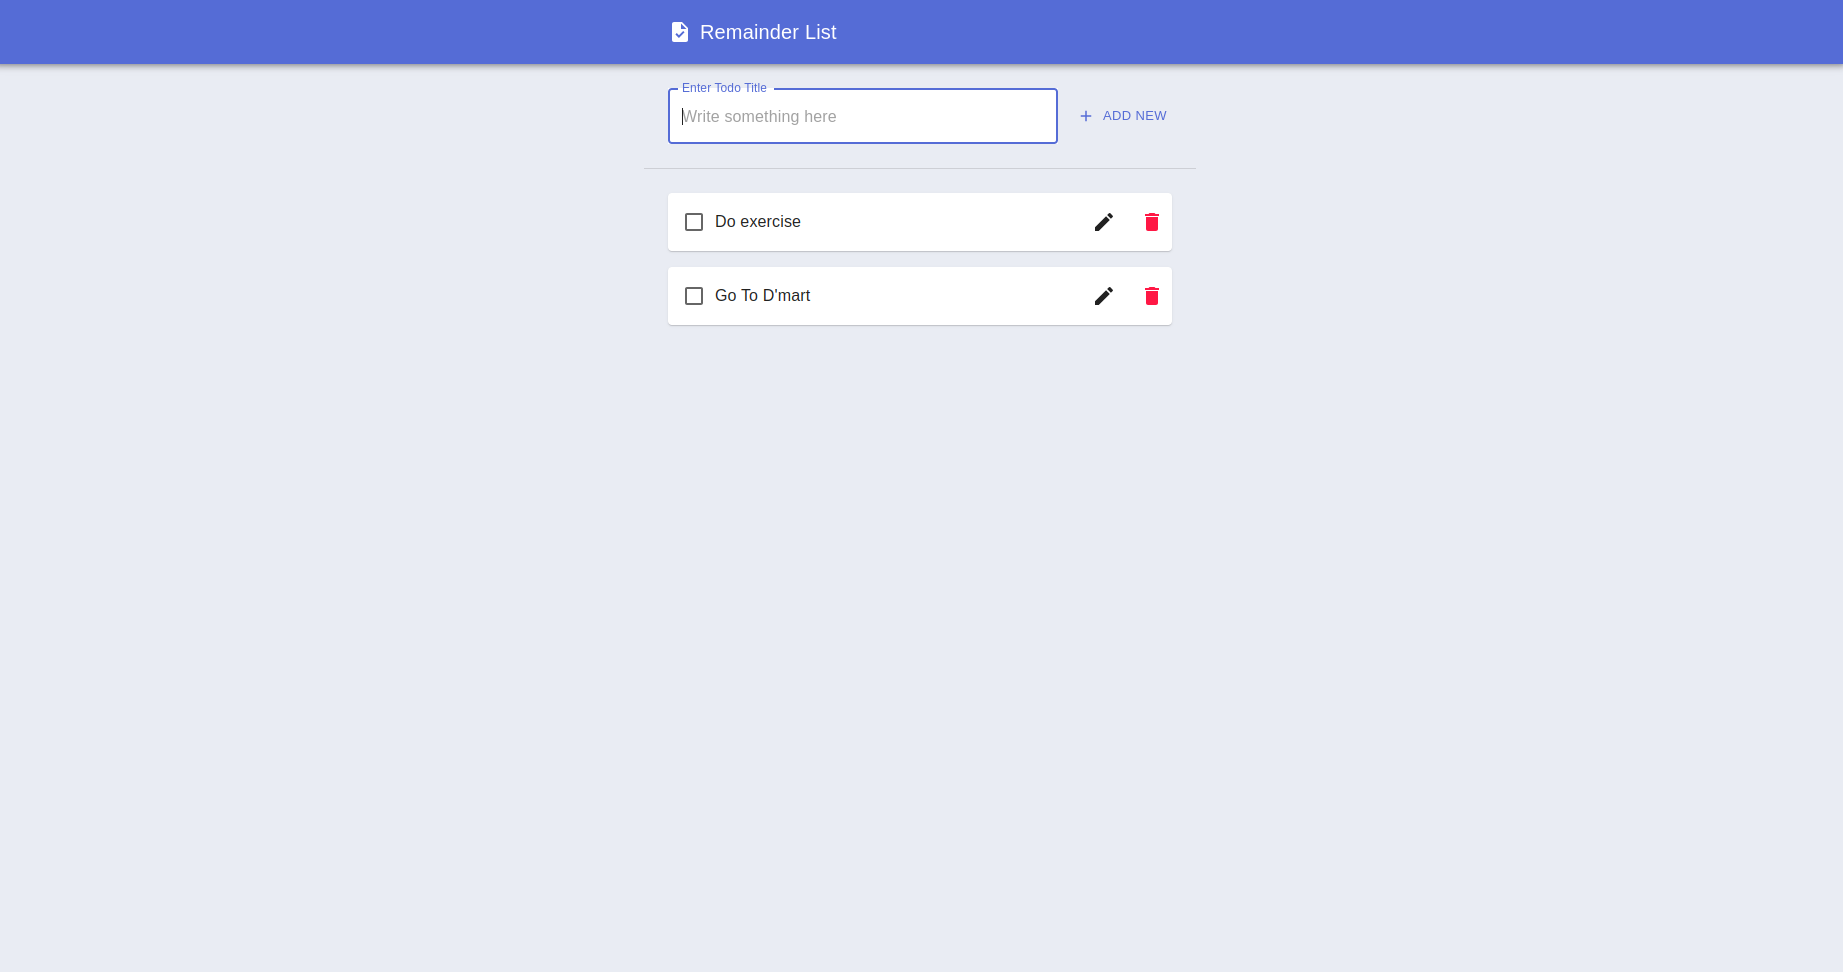 Remainder List
Enter Todo Title
Write something here
ADD NEW
Do exercise
Go To D'mart